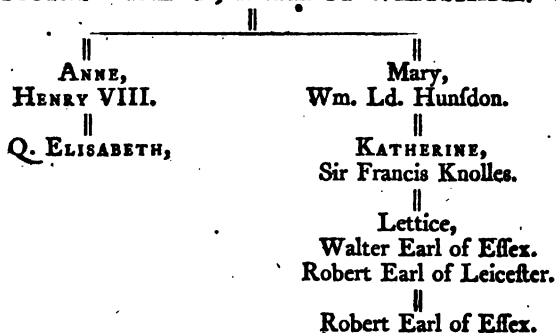 ANNE,
HENRY VIII.
Q. ELISABETH,
Mary,
Wm. Ld. Hunſdon.
KATHERINE,
Sir Francis Knolles.
Lettice,
Walter Earl of Eſſex.
Robert Earl of Leiceſter.
Robert Earl of Eſſex.